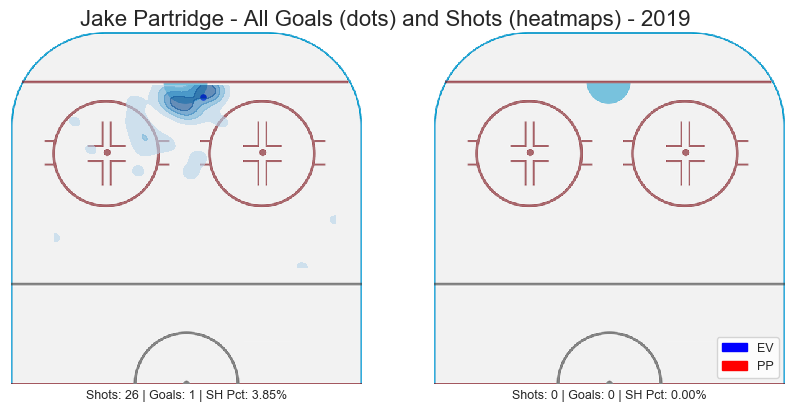 Jake Partridge - All Goals (dots) and Shots (heatmaps) - 2019
EV
PP
Shots: 26 | Goals: 1 | SH Pct: 3.85%
Shots: 0 | Goals: 0 | SH Pct: 0.00%